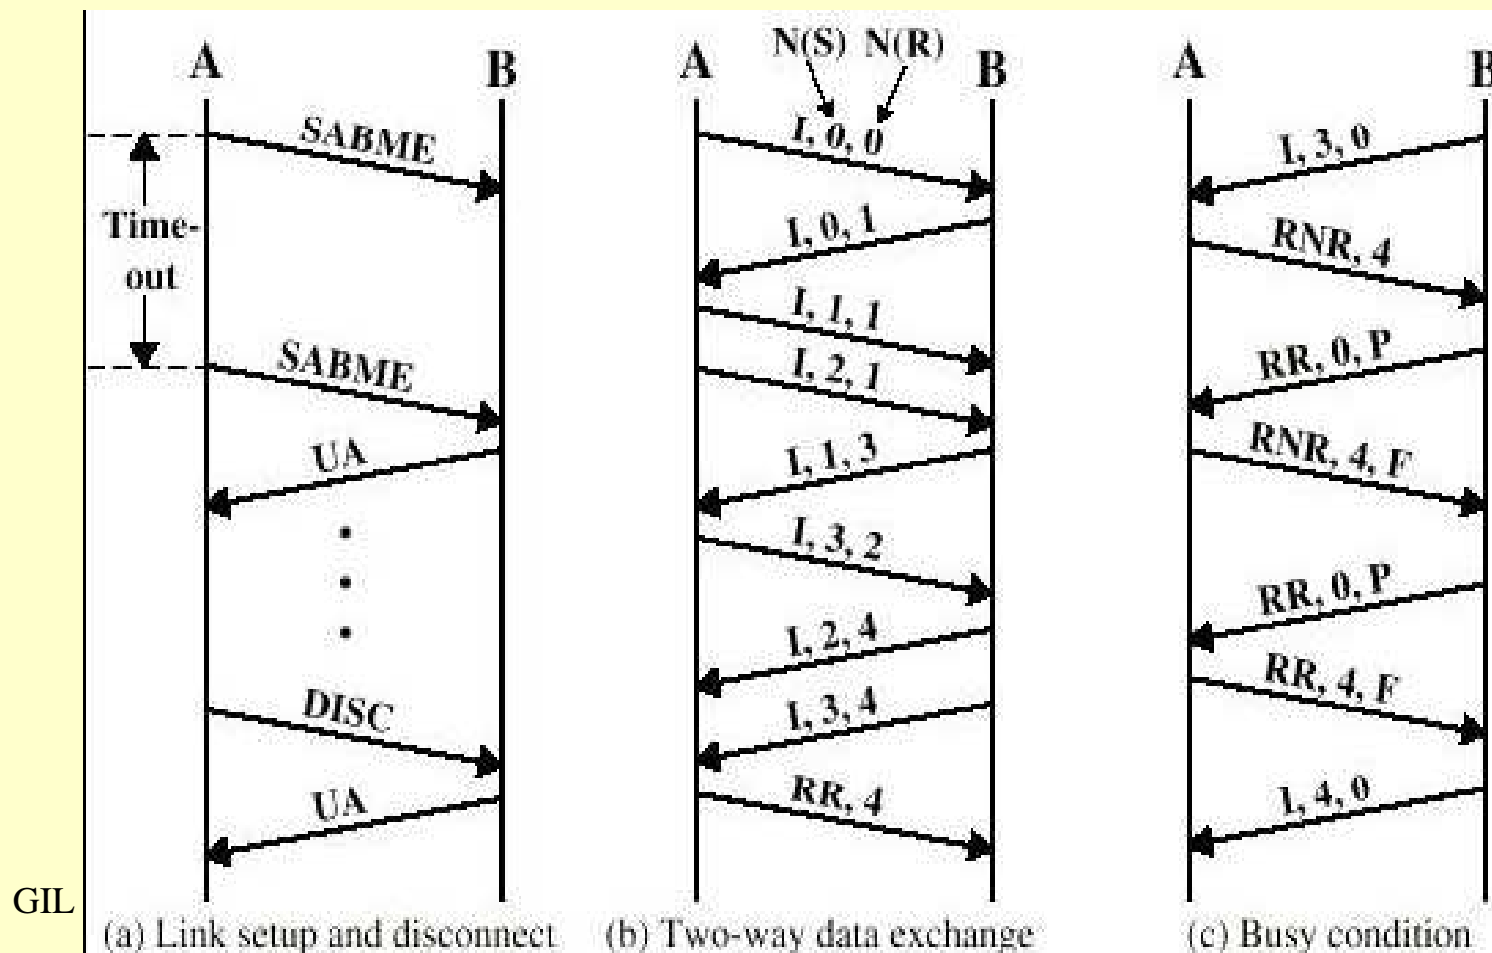 A
B
SABME
Time-
out
SABME
UA
DISC
UA
(a) Link setup and disconnect
N(S) N(R)
A
B
I, 0, 0
I, 0, 1
I, 1, 1
I, 2, 1
I, 1, 3
I, 3, 2
I, 2, 4
I, 3, 4
RR, 4
(b) Two-way data exchange
A
B
I, 3, 0
RNR, 4
RR, 0, P
RNR, 4, F
RR, 0, P
RR, 4, F
I, 4, 0
(c) Busy condition
GIL